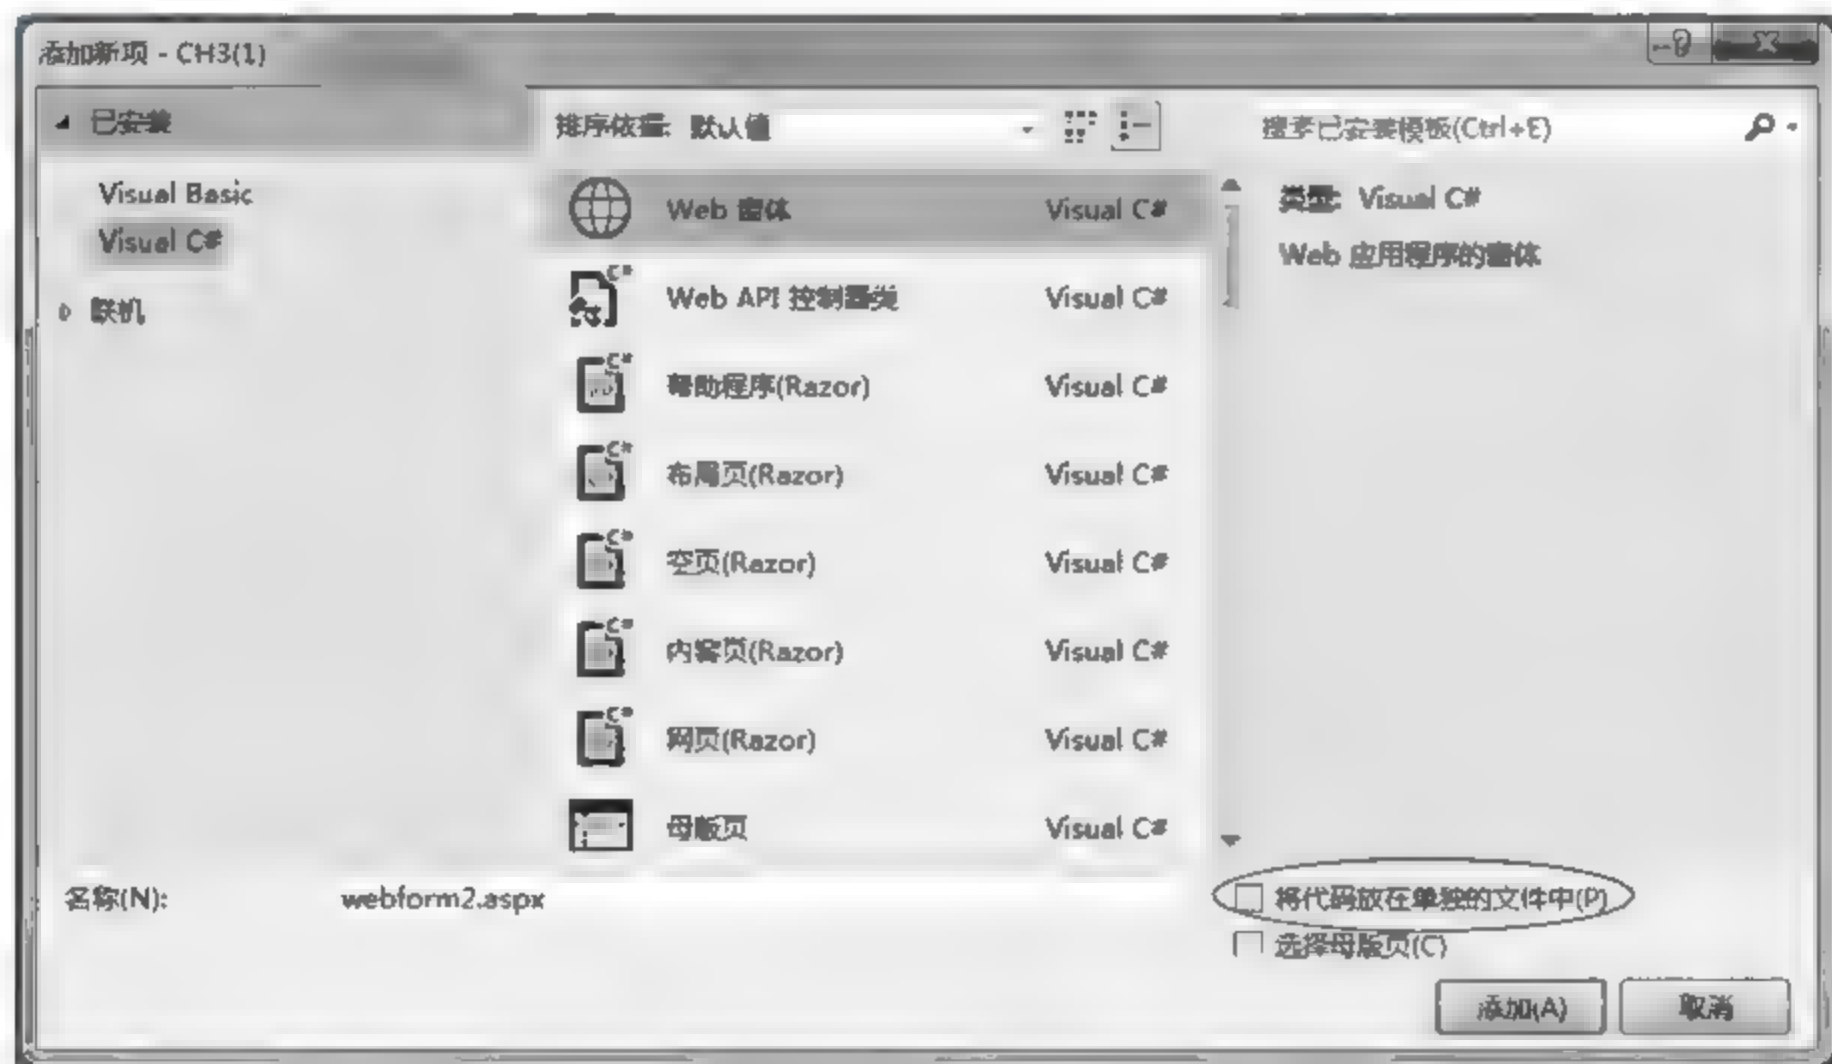 添加新项 - CH3(1)
已安装
Visual Basic
Visual C#
联机
排序依据: 默认值
Web 窗体 Visual C#
Web API 控制器类 Visual C#
帮助程序(Razor) Visual C#
布局页(Razor) Visual C#
空页(Razor) Visual C#
内容页(Razor) Visual C#
网页(Razor) Visual C#
母版页 Visual C#
搜索已安装模板(Ctrl+E)
类型: Visual C#
Web 应用程序的窗体
名称(N): webform2.aspx
将代码放在单独的文件中(P)
选择母版页(C)
添加(A)
取消